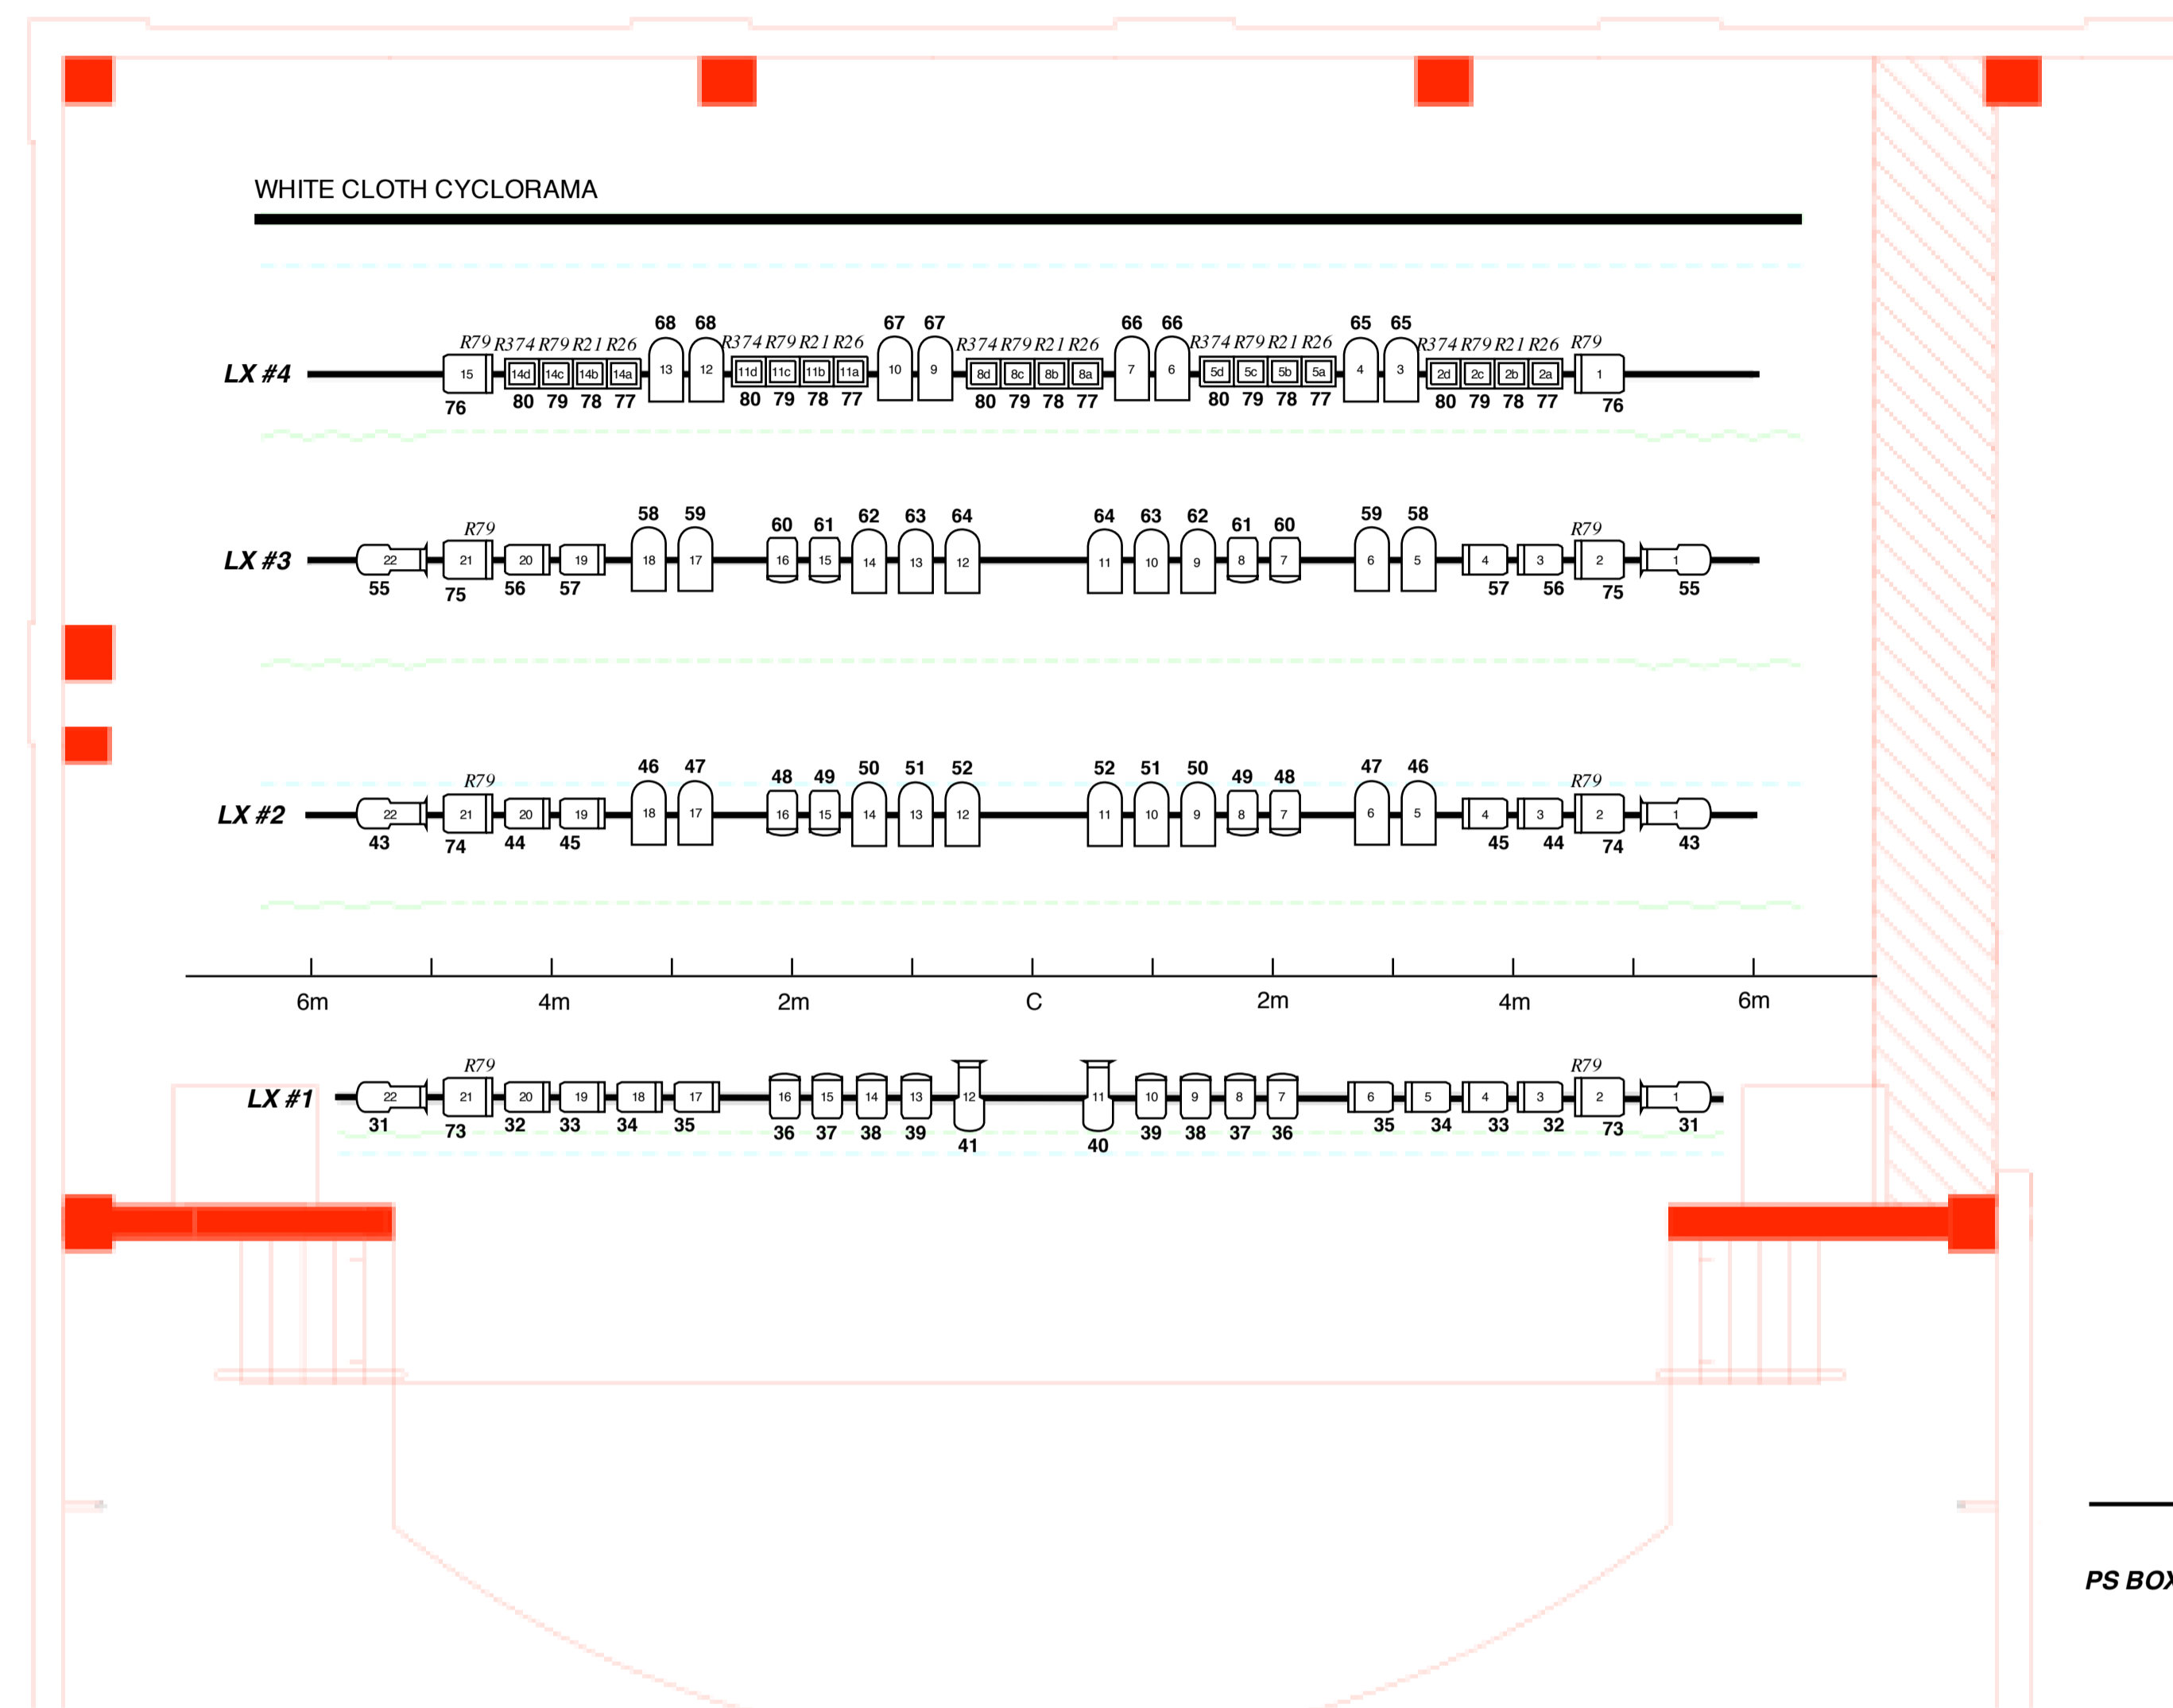 WHITE CLOTH CYCLORAMA
68 68 67 67 66 66 65 65
R79 R374 R79 R21 R26 R374 R79 R21 R26 R374 R79 R21 R26 R374 R79 R21 R26 R374 R79 R21 R26 R79
LX #4 15 14d 14c 14b 14a 13 12 11d 11c 11b 11a 10 9 8d 8c 8b 8a 7 6 5d 5c 5b 5a 4 3 2d 2c 2b 2a 1
76 80 79 78 77 80 79 78 77 80 79 78 77 80 79 78 77 80 79 78 77 76
58 59 60 61 62 63 64 64 63 62 61 60 59 58
R79 R79
LX #3 22 21 20 19 18 17 16 15 14 13 12 11 10 9 8 7 6 5 4 3 2 1
55 75 56 57 57 56 75 55
46 47 48 49 50 51 52 52 51 50 49 48 47 46
R79 R79
LX #2 22 21 20 19 18 17 16 15 14 13 12 11 10 9 8 7 6 5 4 3 2 1
43 74 44 45 45 44 74 43
6m 4m 2m C 2m 4m 6m
R79 R79
LX #1 22 21 20 19 18 17 16 15 14 13 12 11 10 9 8 7 6 5 4 3 2 1
31 73 32 33 34 35 36 37 38 39 41 40 39 38 37 36 35 34 33 32 73 31
PS BOX